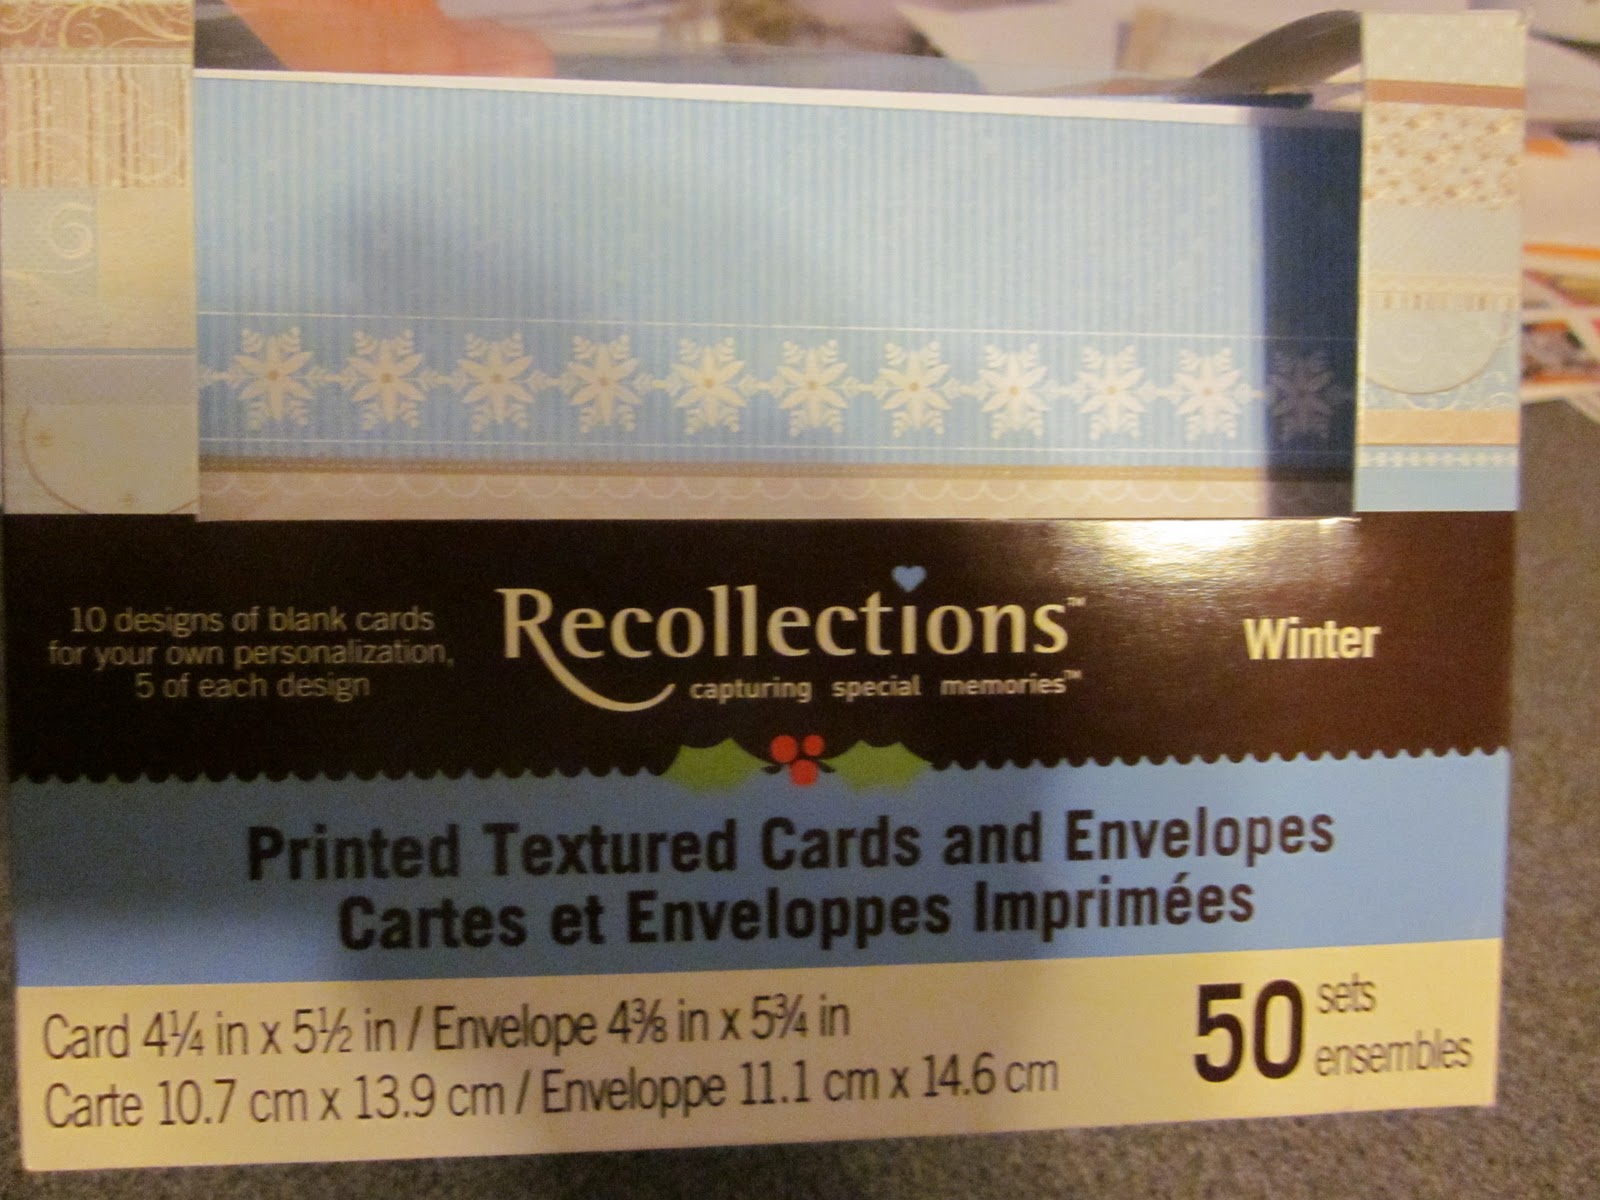 10 designs of blank cards
for your own personalization,
5 of each design
Recollections™
capturing special memories™
Winter
Printed Textured Cards and Envelopes
Cartes et Enveloppes Imprimées
Card 4¼ in x 5½ in / Envelope 4⅜ in x 5¾ in
Carte 10.7 cm x 13.9 cm / Enveloppe 11.1 cm x 14.6 cm
50 sets
ensembles